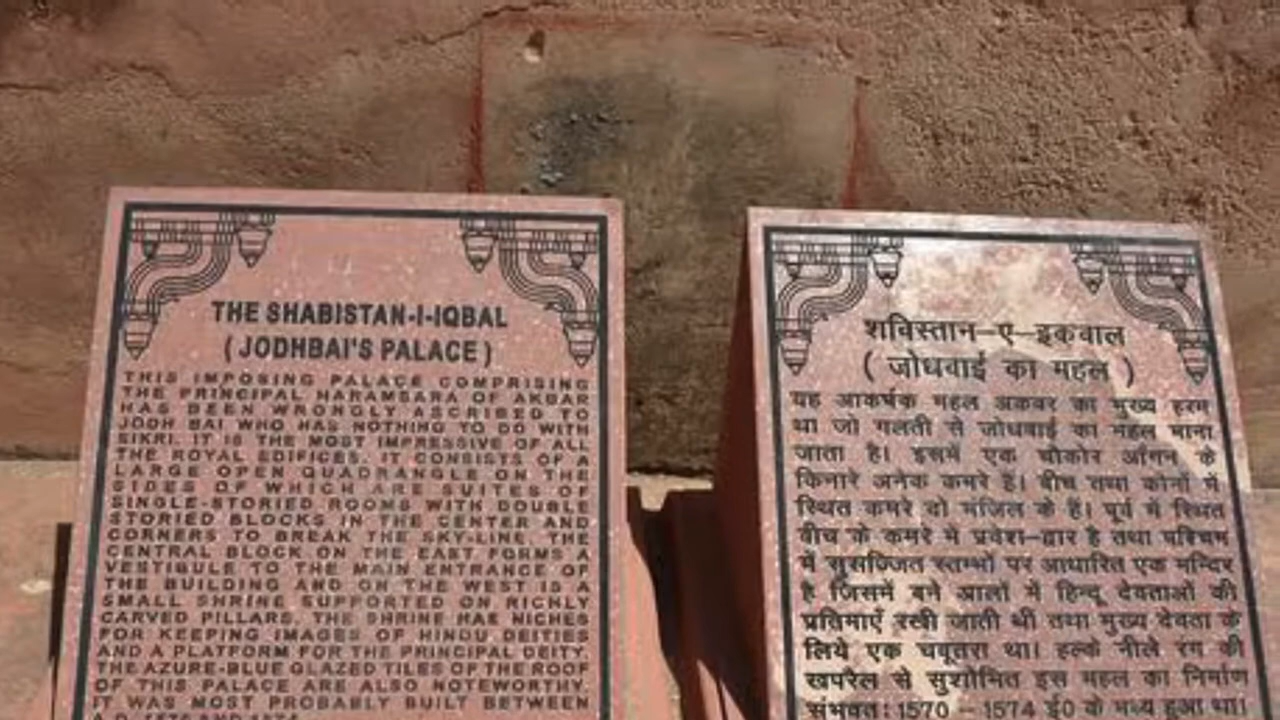 THE SHABISTAN-I-IQBAL
( JODHBAI'S PALACE )
THIS IMPOSING PALACE COMPRISING
THE PRINCIPAL HARAMSARA OF AKBAR
HAS BEEN WRONGLY ASCRIBED TO
JODH BAI WHO HAS NOTHING TO DO WITH
SIKRI. IT IS THE MOST IMPRESSIVE OF ALL
THE ROYAL EDIFICES. IT CONSISTS OF A
LARGE OPEN QUADRANGLE ON THE
SIDES OF WHICH ARE SUITES OF
SINGLE-STORIED ROOMS WITH DOUBLE
STORIED BLOCKS IN THE CENTER AND
CORNERS TO BREAK THE SKY-LINE. THE
CENTRAL BLOCK ON THE EAST FORMS A
VESTIBULE TO THE MAIN ENTRANCE OF
THE BUILDING AND ON THE WEST IS A
SMALL SHRINE SUPPORTED ON RICHLY
CARVED PILLARS. THE SHRINE HAS NICHES
FOR KEEPING IMAGES OF HINDU DEITIES
AND A PLATFORM FOR THE PRINCIPAL DEITY.
THE AZURE-BLUE GLAZED TILES OF THE ROOF
OF THIS PALACE ARE ALSO NOTEWORTHY.
IT WAS MOST PROBABLY BUILT BETWEEN
शविस्तान–ए–इकवाल
( जोधवाई का महल )
यह आकर्षक महल अकवर का मुख्य हरम
था जो गलती से जोधवाई का महल माना
जाता है। इसमें एक चोकोर आँगन के
किनारे अनेक कमरे है। बीच तथा कोनों में
स्थित कमरे दो मंजिल के हैं। पूर्व में स्थित
वीच के कमरे मे प्रवेश–द्वार है तथा पश्चिम
में सुसज्जित स्तम्भों पर आधारित एक मन्दिर
है जिसमें बने आलों में हिन्दू देवताओं की
प्रतिमाएँ रखी जाती थी तथा मुख्य देवता के
लिये एक चबूतरा था। हल्के नीले रंग की
खपरैल से सुशोभित इस महल का निर्माण
संभवत: 1570 – 1574 ई0 के मध्य हुआ था।